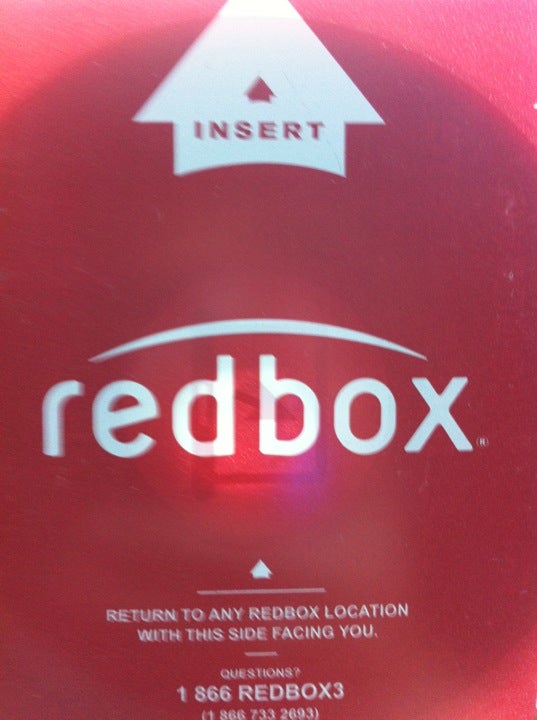 INSERT
redbox®
RETURN TO ANY REDBOX LOCATION
WITH THIS SIDE FACING YOU.
QUESTIONS?
1 866 REDBOX3
(1 866 733 2693)